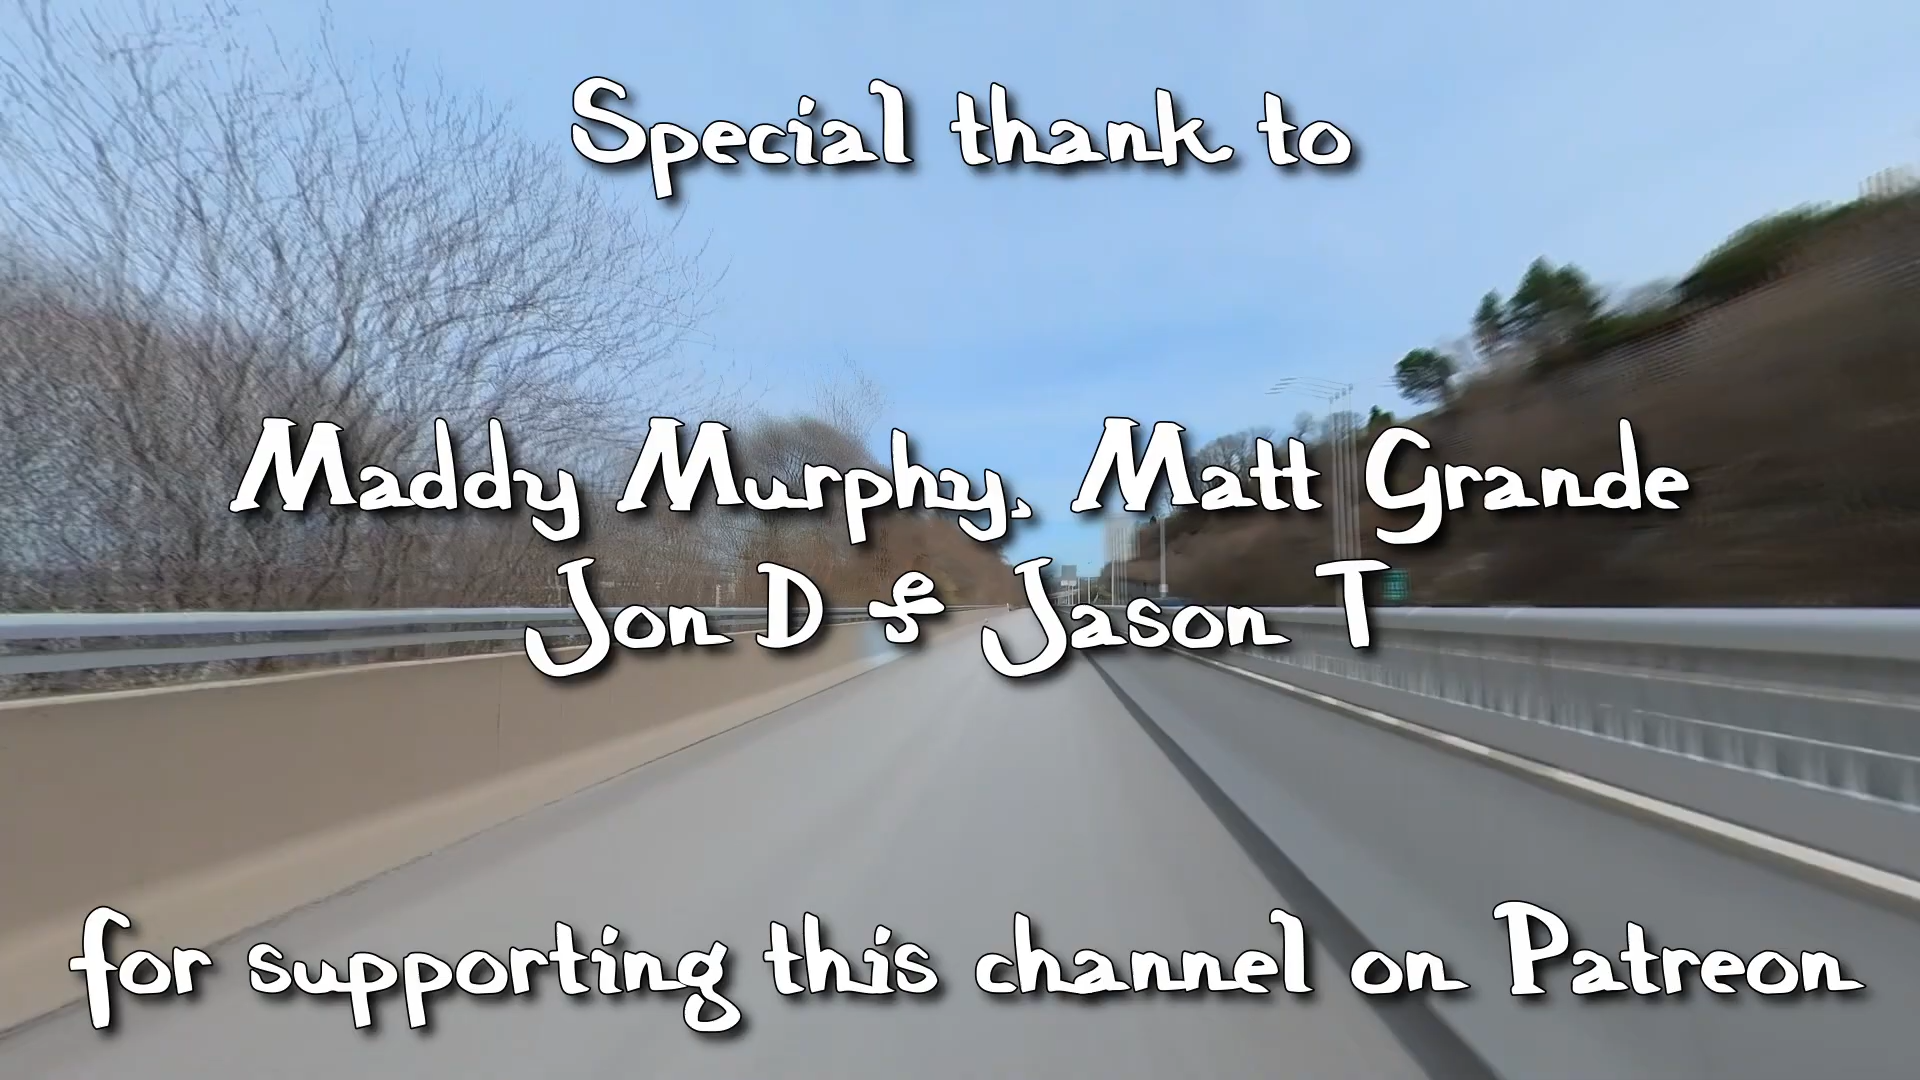 Special thank to
Maddy Murphy, Matt Grande
Jon D & Jason T
for supporting this channel on Patreon